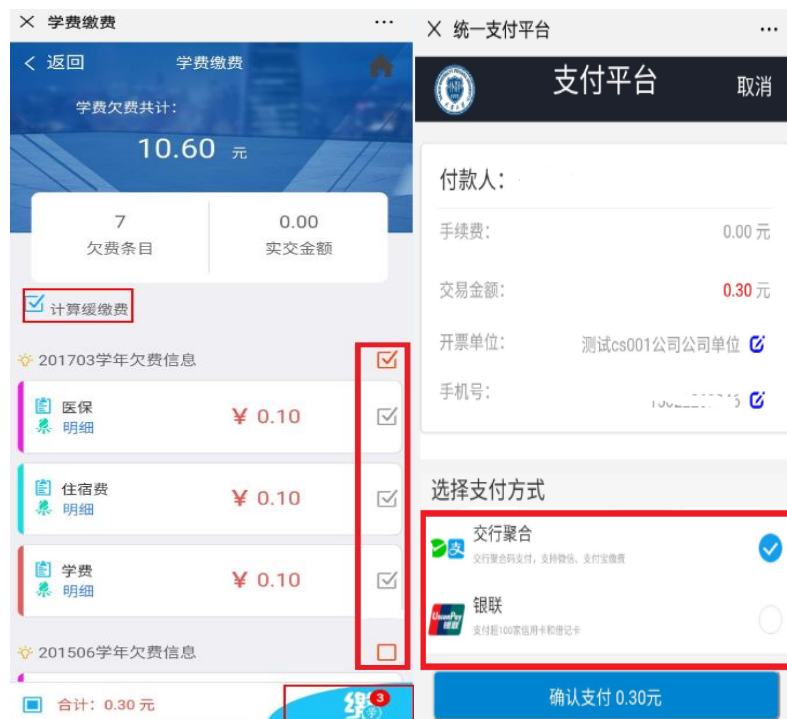 学费缴费
返回
学费缴费
学费欠费共计：
10.60 元
7
欠费条目
0.00
实交金额
计算缓缴费
201703学年欠费信息
医保
明细
¥ 0.10
住宿费
明细
¥ 0.10
学费
明细
¥ 0.10
201506学年欠费信息
合计：0.30 元
缴
3
统一支付平台
支付平台
取消
付款人：
手续费：
0.00 元
交易金额：
0.30 元
开票单位：
测试cs001公司公司单位
手机号：
选择支付方式
交行聚合
交行聚合码支付，支持微信、支付宝缴费
UnionPay
银联
银联
支付超100家信用卡和借记卡
确认支付 0.30元